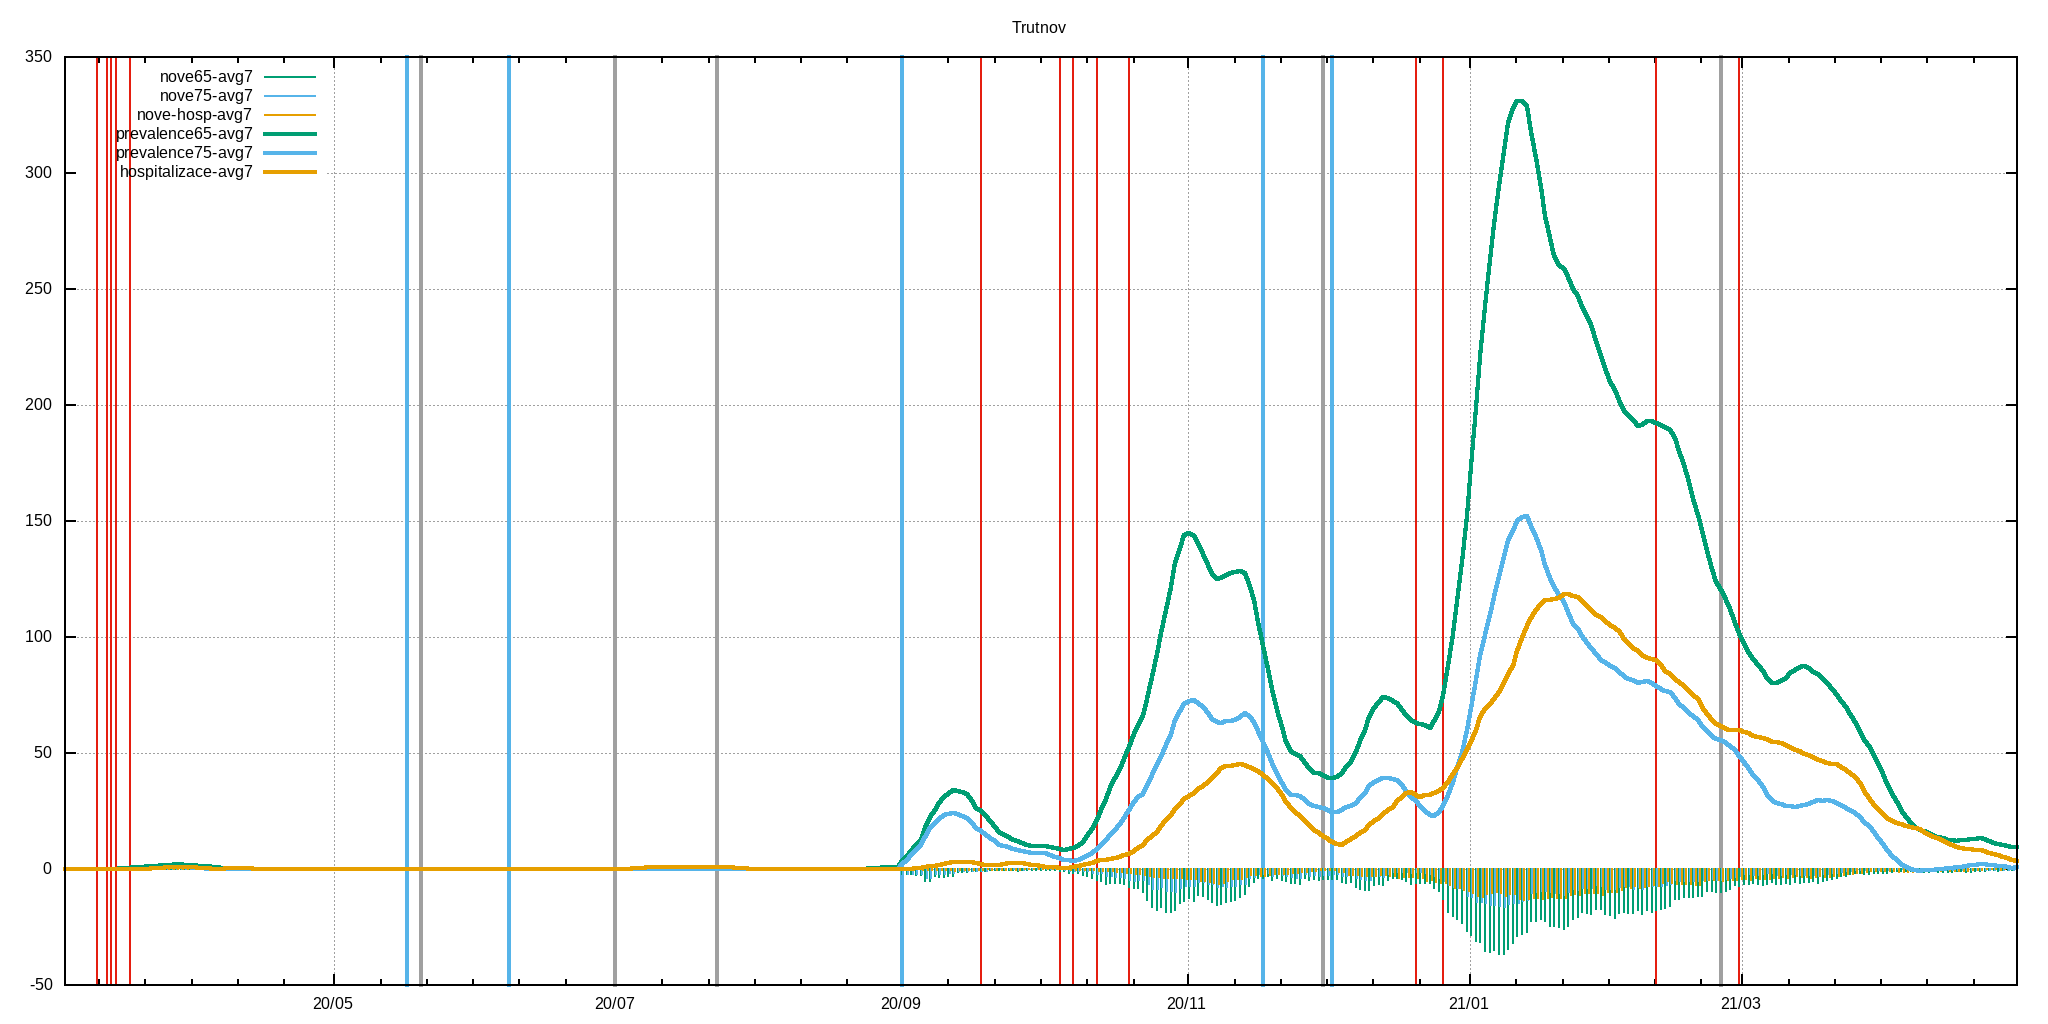 Trutnov
350
300
250
200
150
100
50
0
-50
nove65-avg7
nove75-avg7
nove-hosp-avg7
prevalence65-avg7
prevalence75-avg7
hospitalizace-avg7
20/05 20/07 20/09 20/11 21/01 21/03